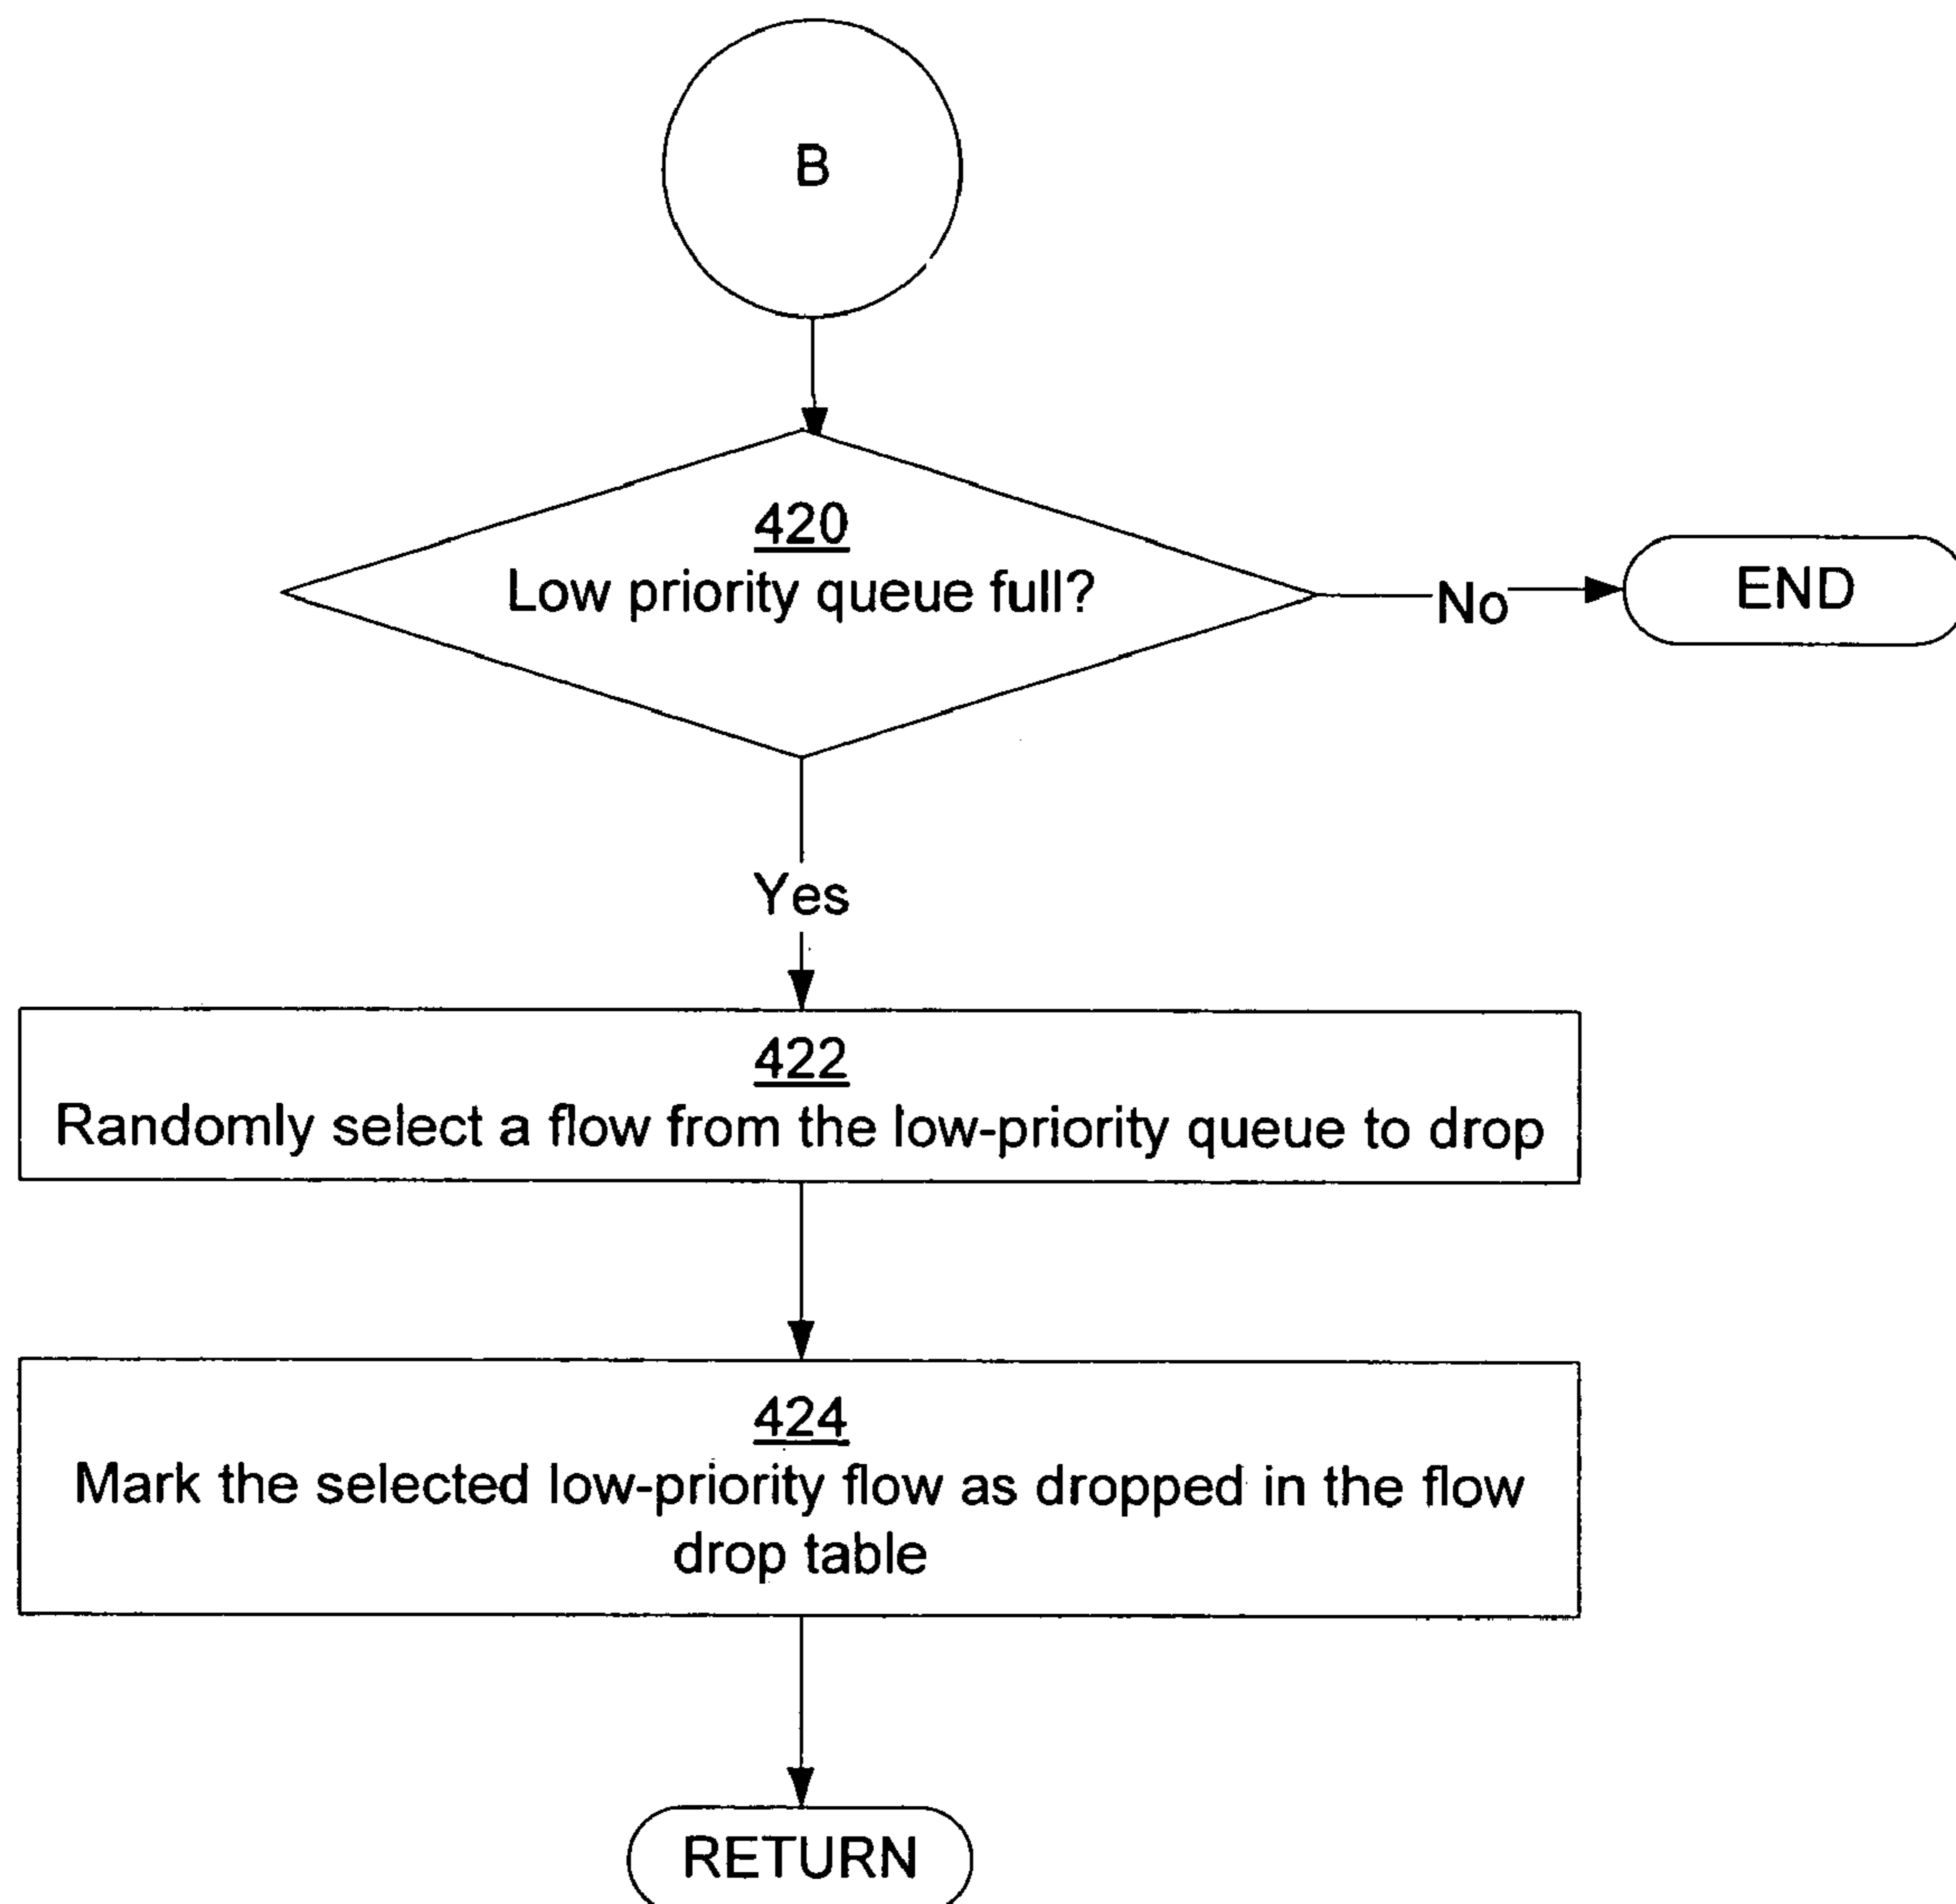 B
420
Low priority queue full?
No
END
Yes
422
Randomly select a flow from the low-priority queue to drop
424
Mark the selected low-priority flow as dropped in the flow
drop table
RETURN